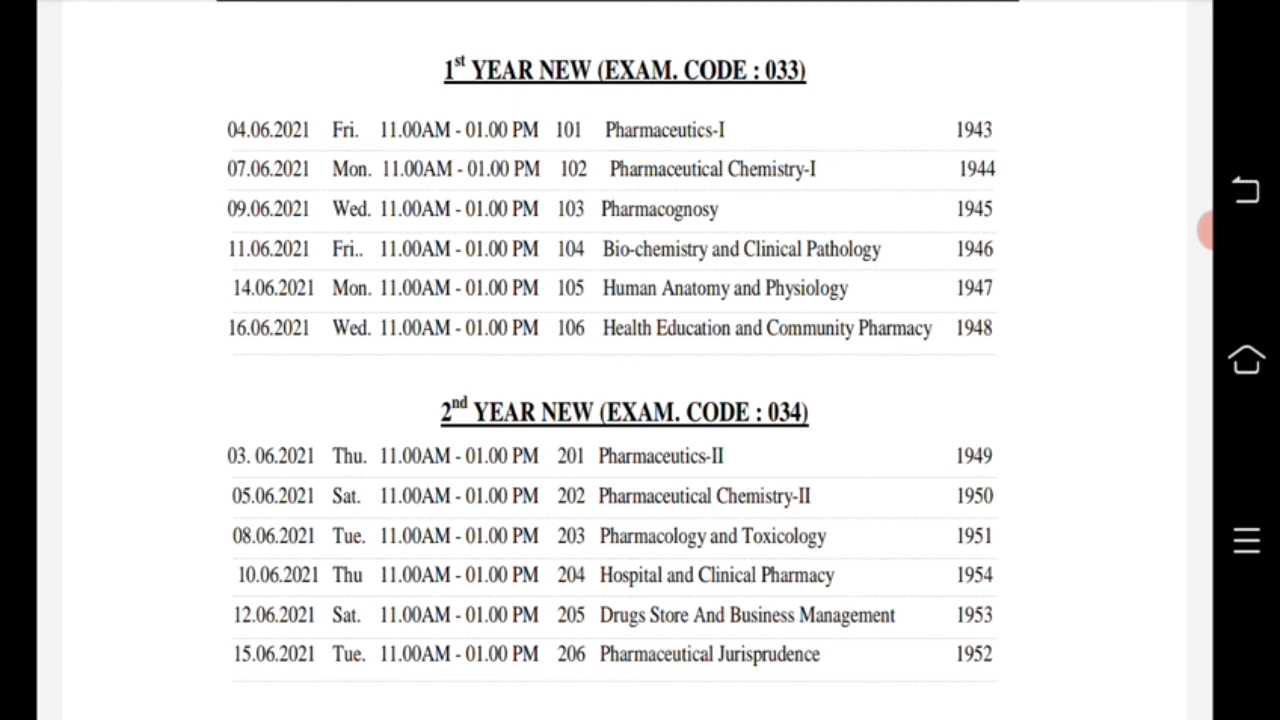 1st YEAR NEW (EXAM. CODE : 033)
04.06.2021 Fri. 11.00AM - 01.00 PM 101 Pharmaceutics-I 1943
07.06.2021 Mon. 11.00AM - 01.00 PM 102 Pharmaceutical Chemistry-I 1944
09.06.2021 Wed. 11.00AM - 01.00 PM 103 Pharmacognosy 1945
11.06.2021 Fri.. 11.00AM - 01.00 PM 104 Bio-chemistry and Clinical Pathology 1946
14.06.2021 Mon. 11.00AM - 01.00 PM 105 Human Anatomy and Physiology 1947
16.06.2021 Wed. 11.00AM - 01.00 PM 106 Health Education and Community Pharmacy 1948
2nd YEAR NEW (EXAM. CODE : 034)
03. 06.2021 Thu. 11.00AM - 01.00 PM 201 Pharmaceutics-II 1949
05.06.2021 Sat. 11.00AM - 01.00 PM 202 Pharmaceutical Chemistry-II 1950
08.06.2021 Tue. 11.00AM - 01.00 PM 203 Pharmacology and Toxicology 1951
10.06.2021 Thu 11.00AM - 01.00 PM 204 Hospital and Clinical Pharmacy 1954
12.06.2021 Sat. 11.00AM - 01.00 PM 205 Drugs Store And Business Management 1953
15.06.2021 Tue. 11.00AM - 01.00 PM 206 Pharmaceutical Jurisprudence 1952